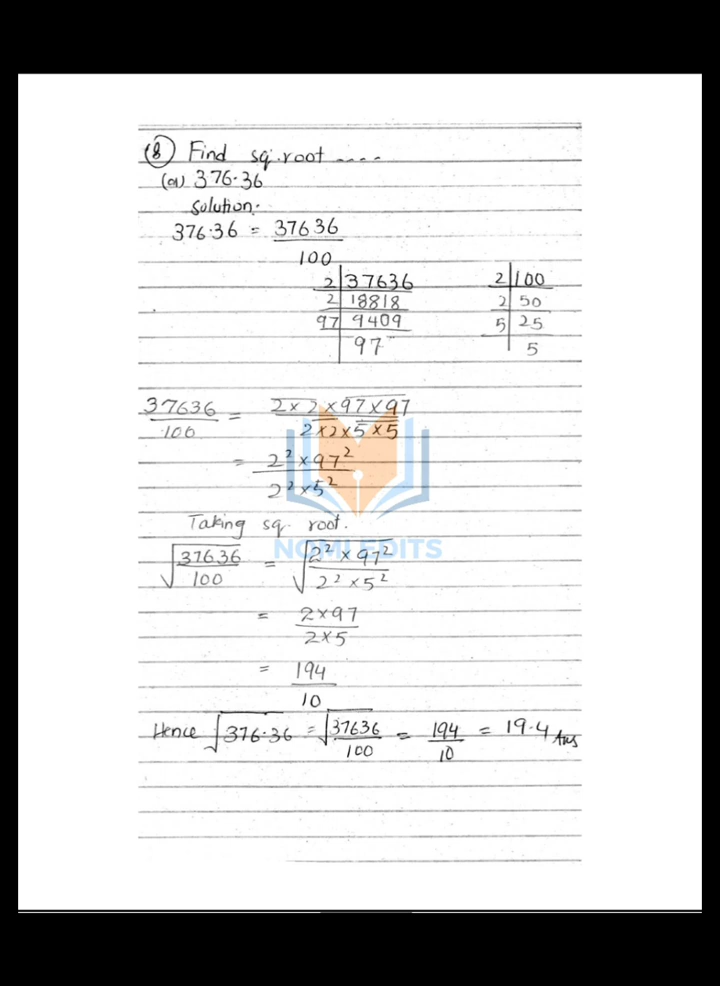 (8) Find sq. root ----
(a) 376.36
Solution:
376.36 = 37636
100
2 | 37636    2 | 100
2 | 18818    2 | 50
97 | 9409    5 | 25
97    5
37636/100 = 2×2×97×97 / 2×2×5×5
= 2²×97² / 2²×5²
Taking sq. root.
NOMI EDITS
√37636/100 = √2²×97² / 2²×5²
= 2×97 / 2×5
= 194 / 10
Hence √376.36 = √37636/100 = 194/10 = 19.4 Ans